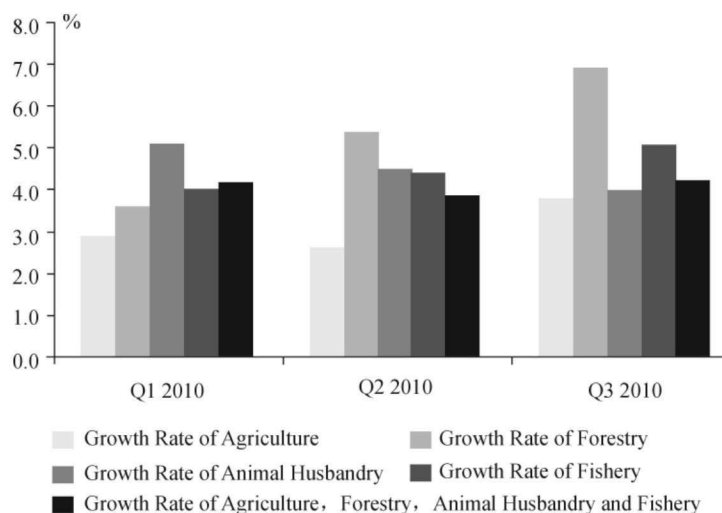 %
8.0
7.0
6.0
5.0
4.0
3.0
2.0
1.0
0.0
Q1 2010 Q2 2010 Q3 2010
Growth Rate of Agriculture Growth Rate of Forestry
Growth Rate of Animal Husbandry Growth Rate of Fishery
Growth Rate of Agriculture, Forestry, Animal Husbandry and Fishery